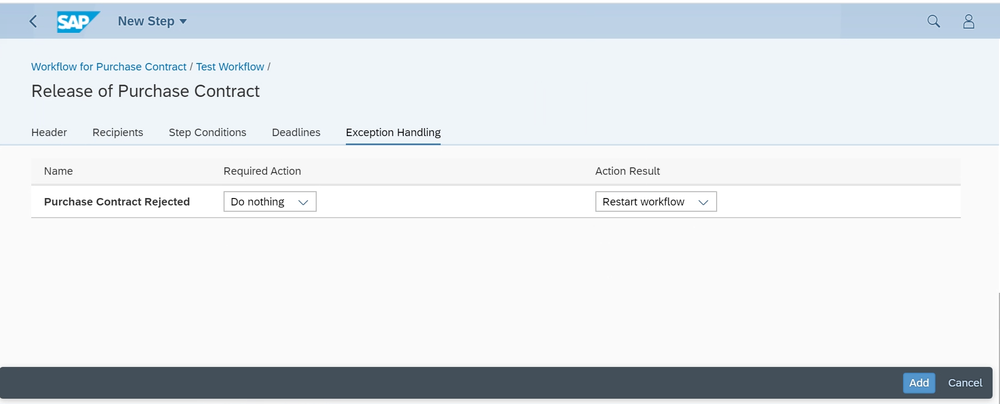 SAP New Step
Workflow for Purchase Contract / Test Workflow /
Release of Purchase Contract
Header Recipients Step Conditions Deadlines Exception Handling
Name Required Action Action Result
Purchase Contract Rejected Do nothing Restart workflow
Add Cancel